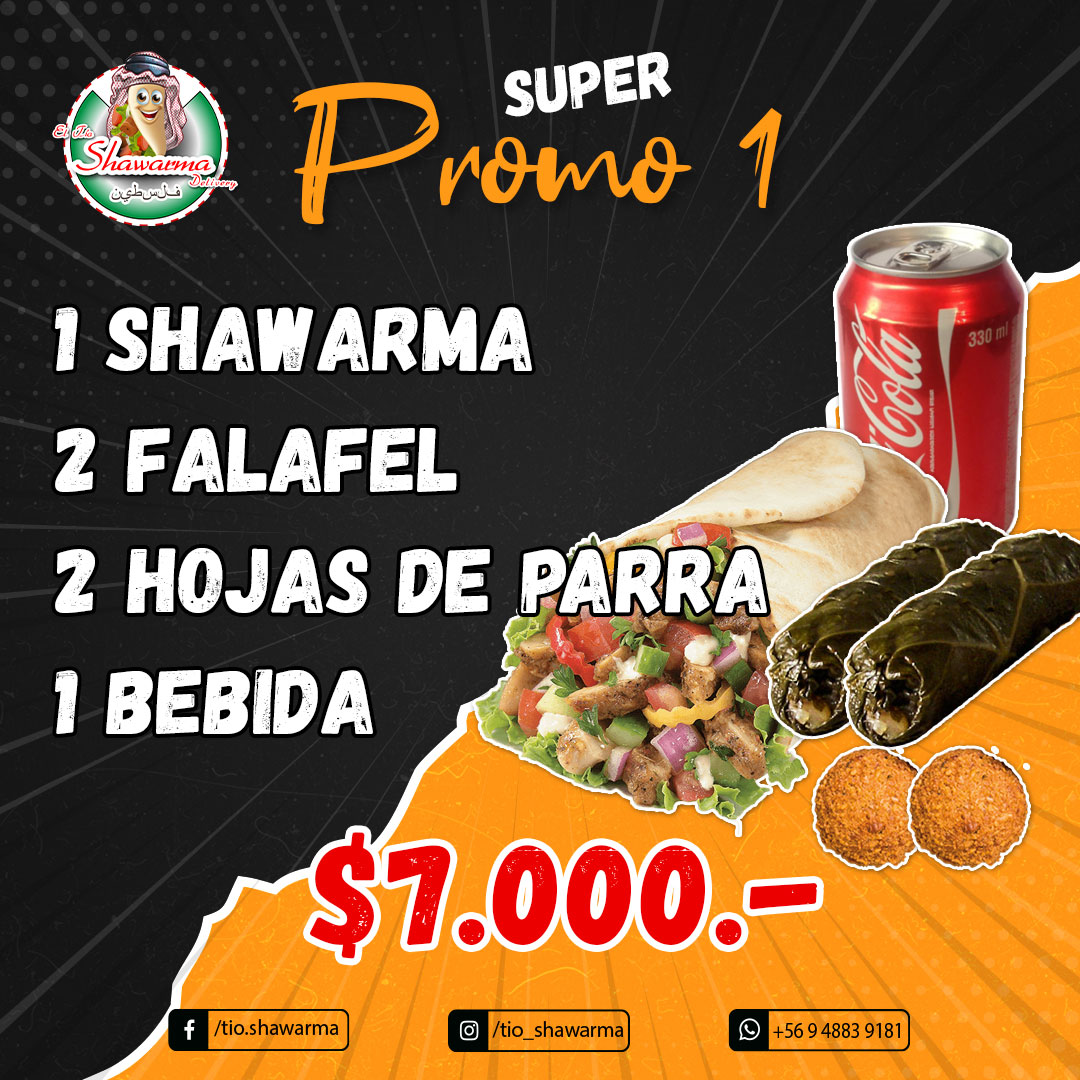 El Tío
Shawarma
Delivery
فلسطين
SUPER
Promo 1
1 SHAWARMA
2 FALAFEL
2 HOJAS DE PARRA
1 BEBIDA
330 ml
Cola
$7.000.-
/tio.shawarma
/tio_shawarma
+56 9 4883 9181